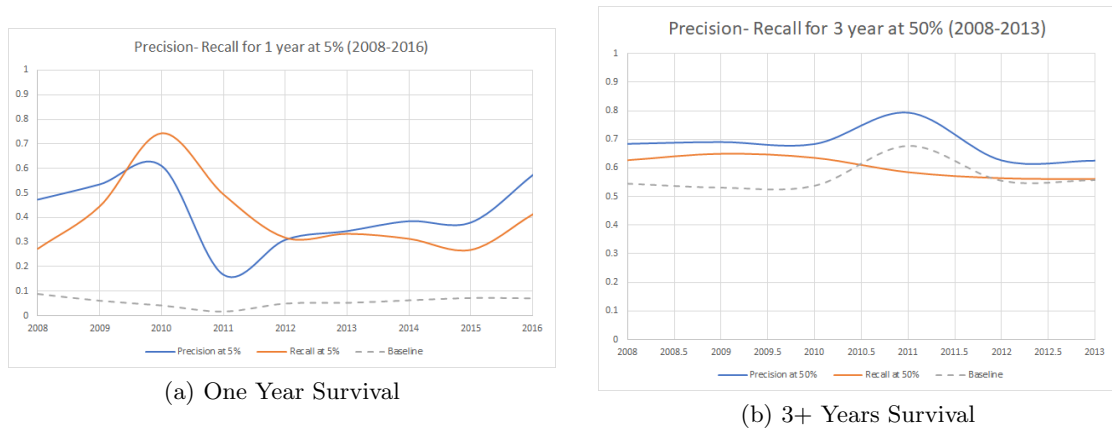 Precision- Recall for 1 year at 5% (2008-2016)
1
0.9
0.8
0.7
0.6
0.5
0.4
0.3
0.2
0.1
0
2008 2009 2010 2011 2012 2013 2014 2015 2016
Precision at 5% Recall at 5% Baseline
(a) One Year Survival
Precision- Recall for 3 year at 50% (2008-2013)
1
0.9
0.8
0.7
0.6
0.5
0.4
0.3
0.2
0.1
0
2008 2008.5 2009 2009.5 2010 2010.5 2011 2011.5 2012 2012.5 2013
Precision at 50% Recall at 50% Baseline
(b) 3+ Years Survival